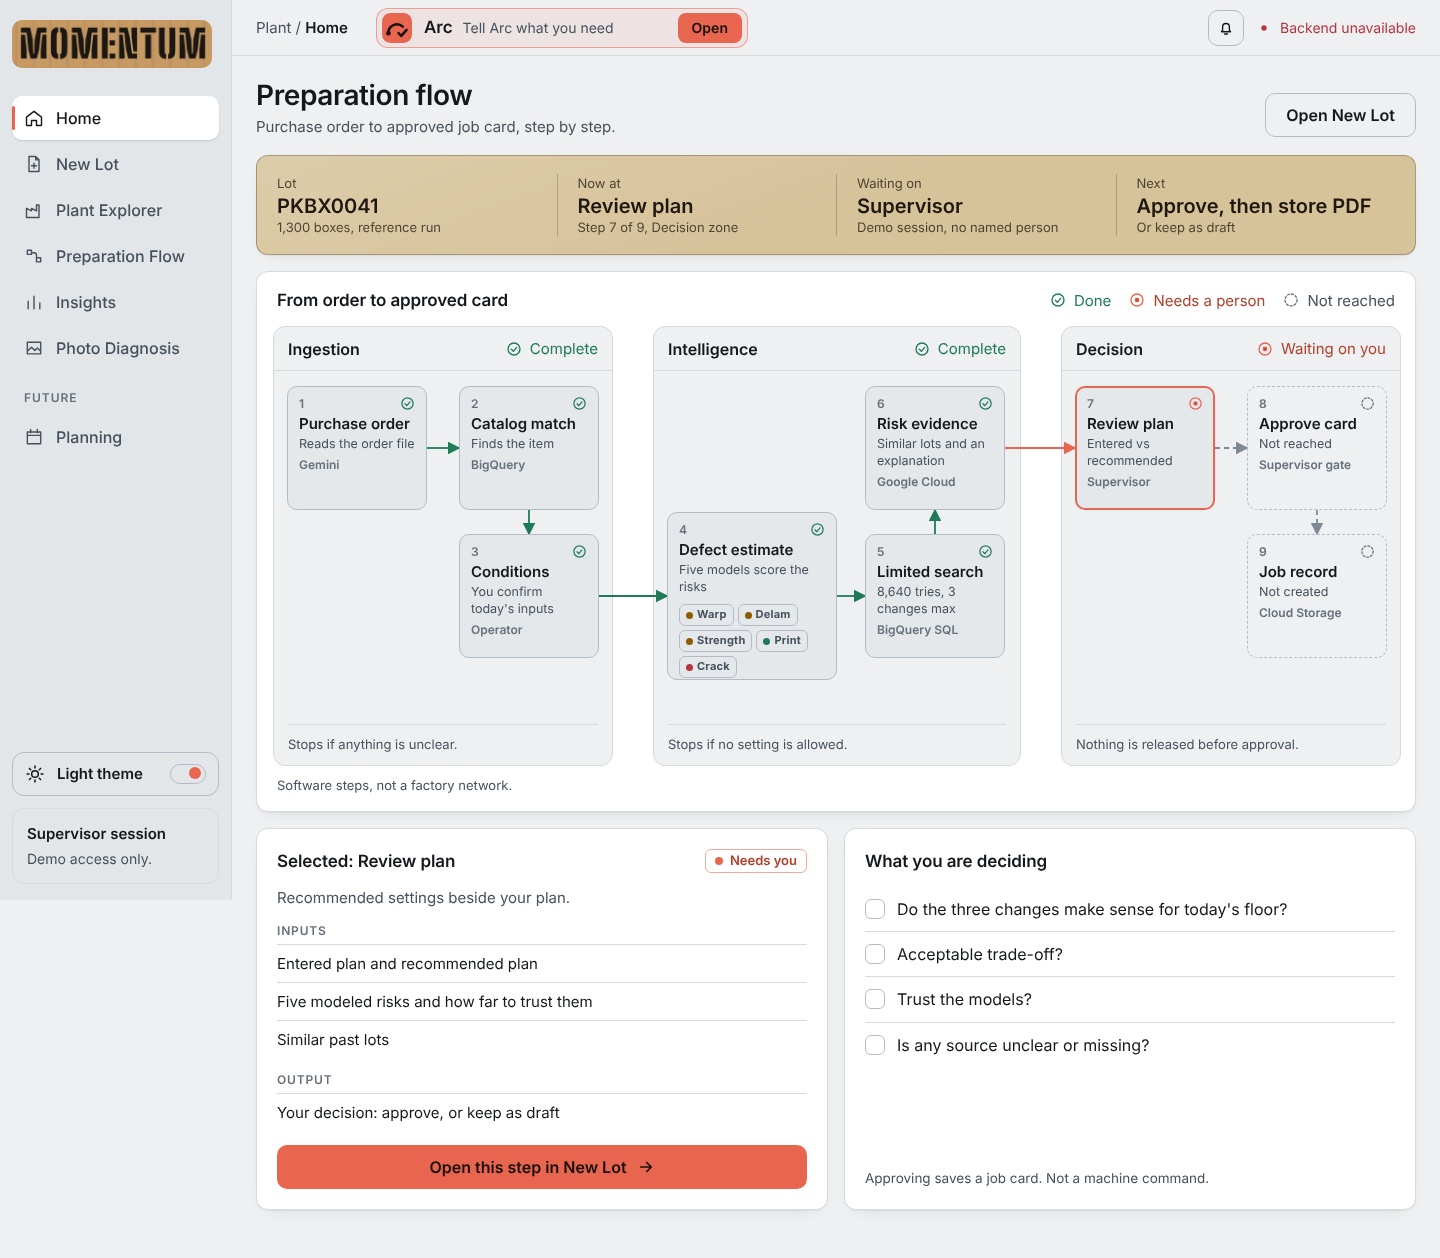 MOMENTUM
Home
New Lot
Plant Explorer
Preparation Flow
Insights
Photo Diagnosis
FUTURE
Planning
Light theme
Supervisor session
Demo access only.
Plant / Home
Arc Tell Arc what you need Open
Backend unavailable
Preparation flow
Purchase order to approved job card, step by step.
Open New Lot
Lot
PKBX0041
1,300 boxes, reference run
Now at
Review plan
Step 7 of 9, Decision zone
Waiting on
Supervisor
Demo session, no named person
Next
Approve, then store PDF
Or keep as draft
From order to approved card
Done Needs a person Not reached
Ingestion Complete
1
Purchase order
Reads the order file
Gemini
2
Catalog match
Finds the item
BigQuery
3
Conditions
You confirm
today's inputs
Operator
Stops if anything is unclear.
Intelligence Complete
4
Defect estimate
Five models score the
risks
Warp Delam
Strength Print
Crack
5
Limited search
8,640 tries, 3
changes max
BigQuery SQL
6
Risk evidence
Similar lots and an
explanation
Google Cloud
Stops if no setting is allowed.
Decision Waiting on you
7
Review plan
Entered vs
recommended
Supervisor
8
Approve card
Not reached
Supervisor gate
9
Job record
Not created
Cloud Storage
Nothing is released before approval.
Software steps, not a factory network.
Selected: Review plan Needs you
Recommended settings beside your plan.
INPUTS
Entered plan and recommended plan
Five modeled risks and how far to trust them
Similar past lots
OUTPUT
Your decision: approve, or keep as draft
Open this step in New Lot →
What you are deciding
Do the three changes make sense for today's floor?
Acceptable trade-off?
Trust the models?
Is any source unclear or missing?
Approving saves a job card. Not a machine command.